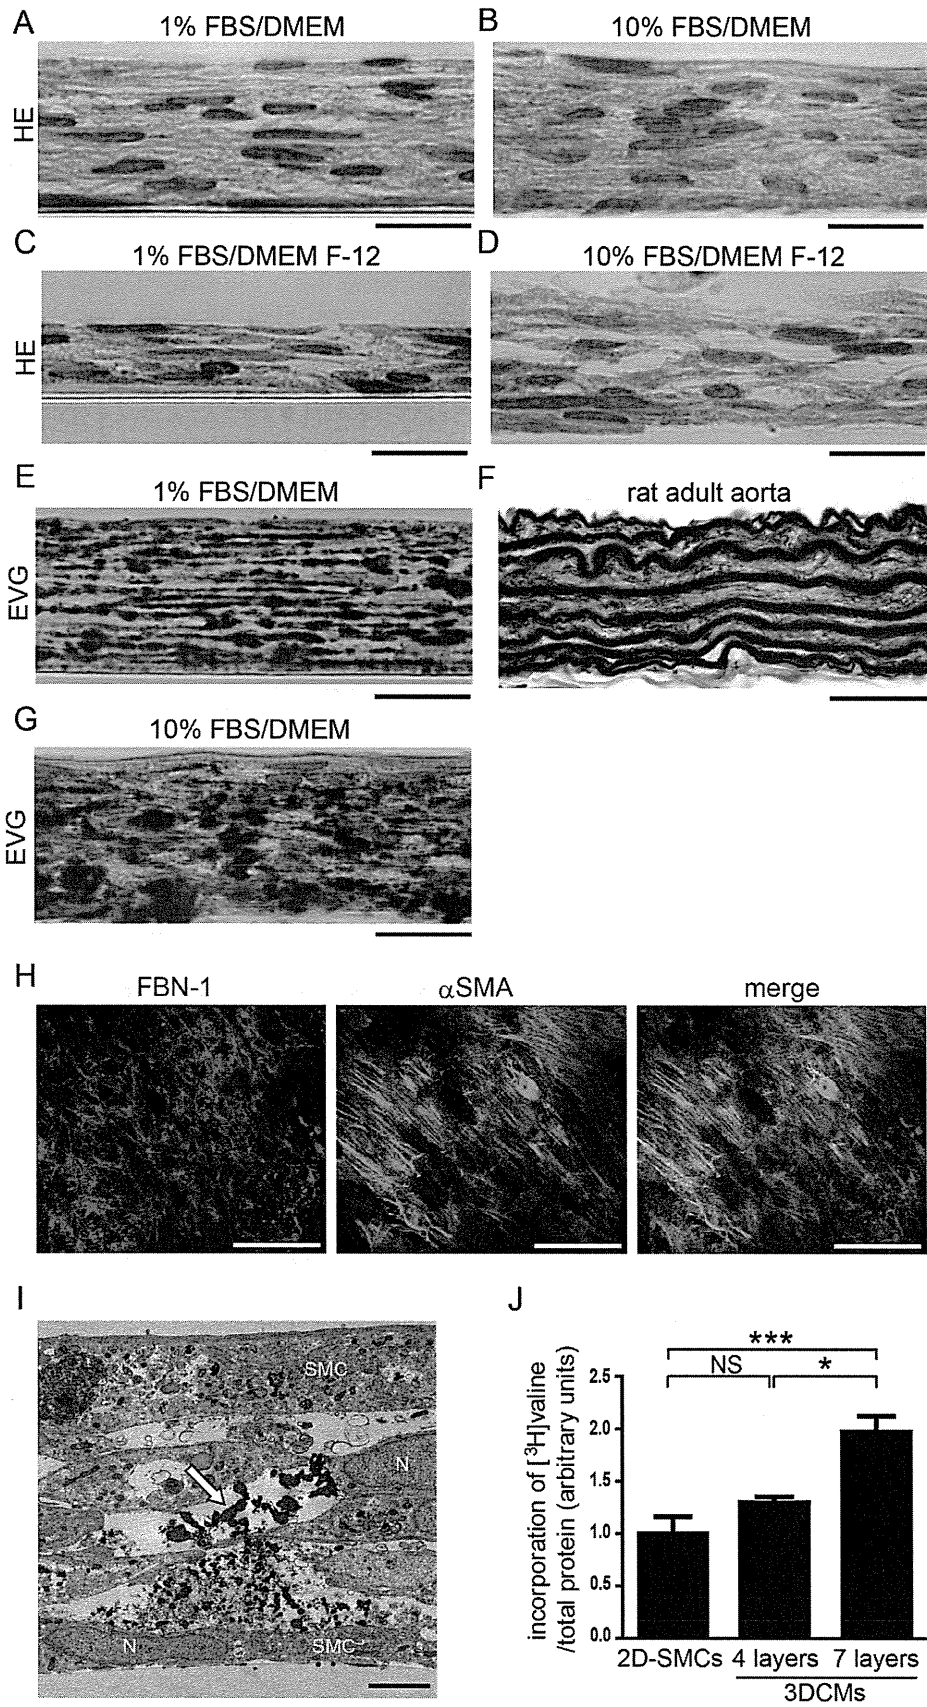 A
1% FBS/DMEM
B
10% FBS/DMEM
HE
C
1% FBS/DMEM F-12
D
10% FBS/DMEM F-12
HE
E
1% FBS/DMEM
F
rat adult aorta
EVG
G
10% FBS/DMEM
EVG
H
FBN-1
αSMA
merge
I
SMC
N
N
SMC
J
incorporation of [³H]valine
/total protein (arbitrary units)
***
NS
*
2.5
2.0
1.5
1.0
0.5
0.0
2D-SMCs
4 layers
7 layers
3DCMs